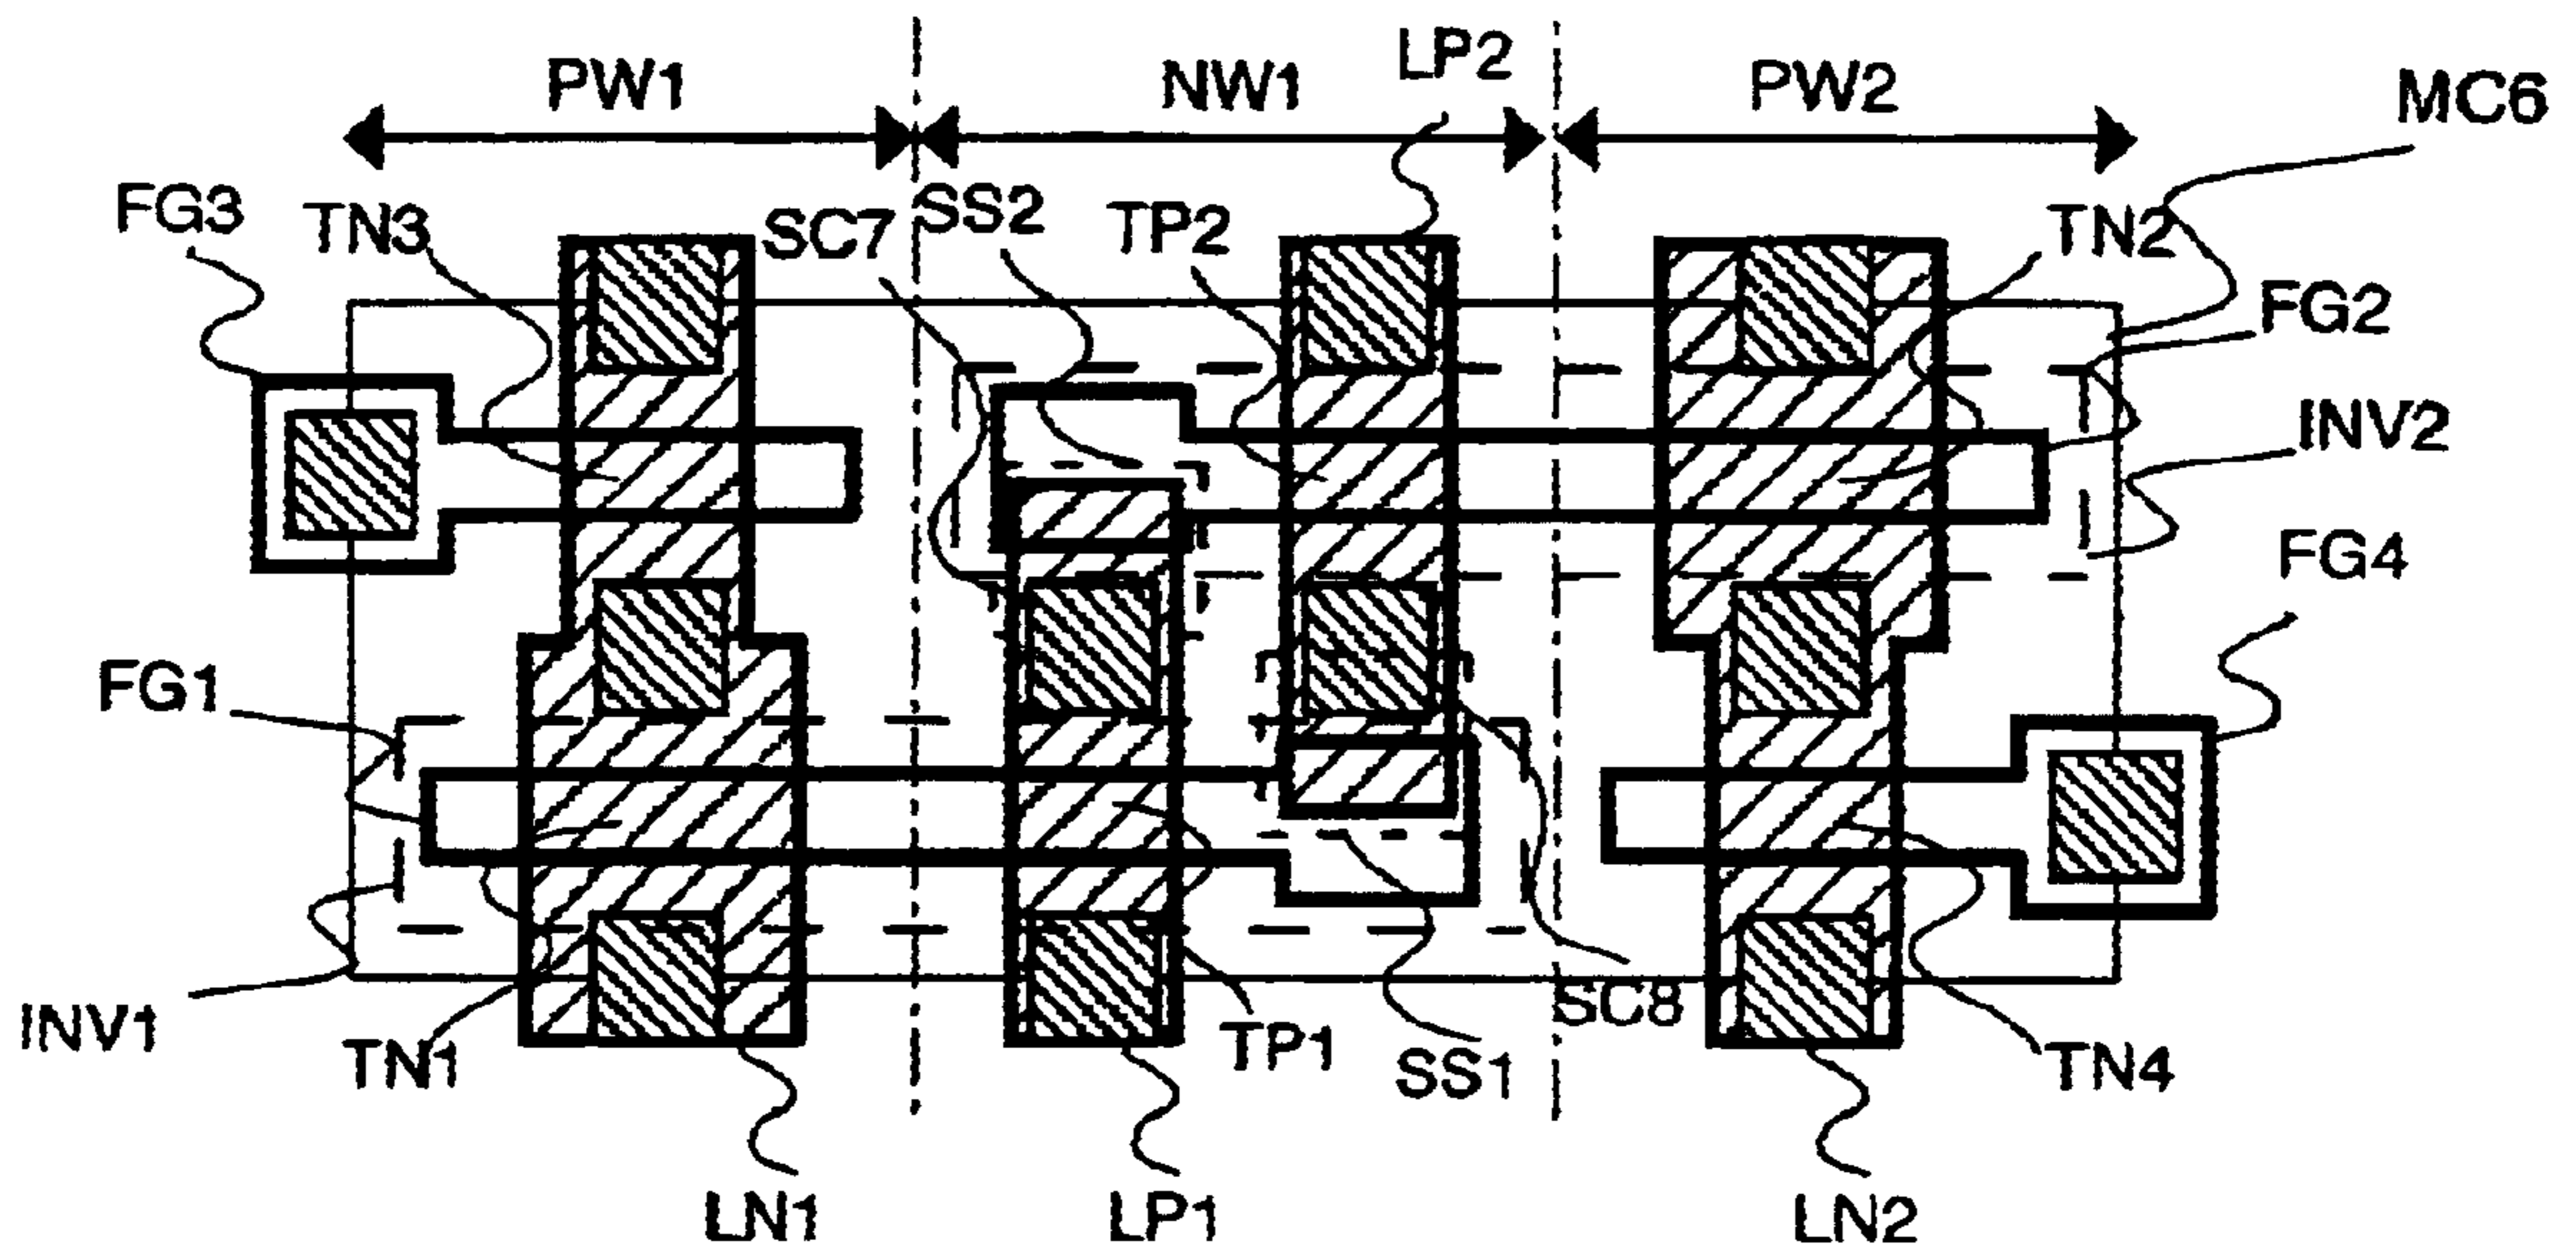 LP2
PW1 NW1 PW2 MC6
FG3 TN3 SC7 SS2 TP2 TN2
FG2
INV2
FG4
FG1
INV1 TN1 TP1 SS1 SC8 TN4
LN1 LP1 LN2